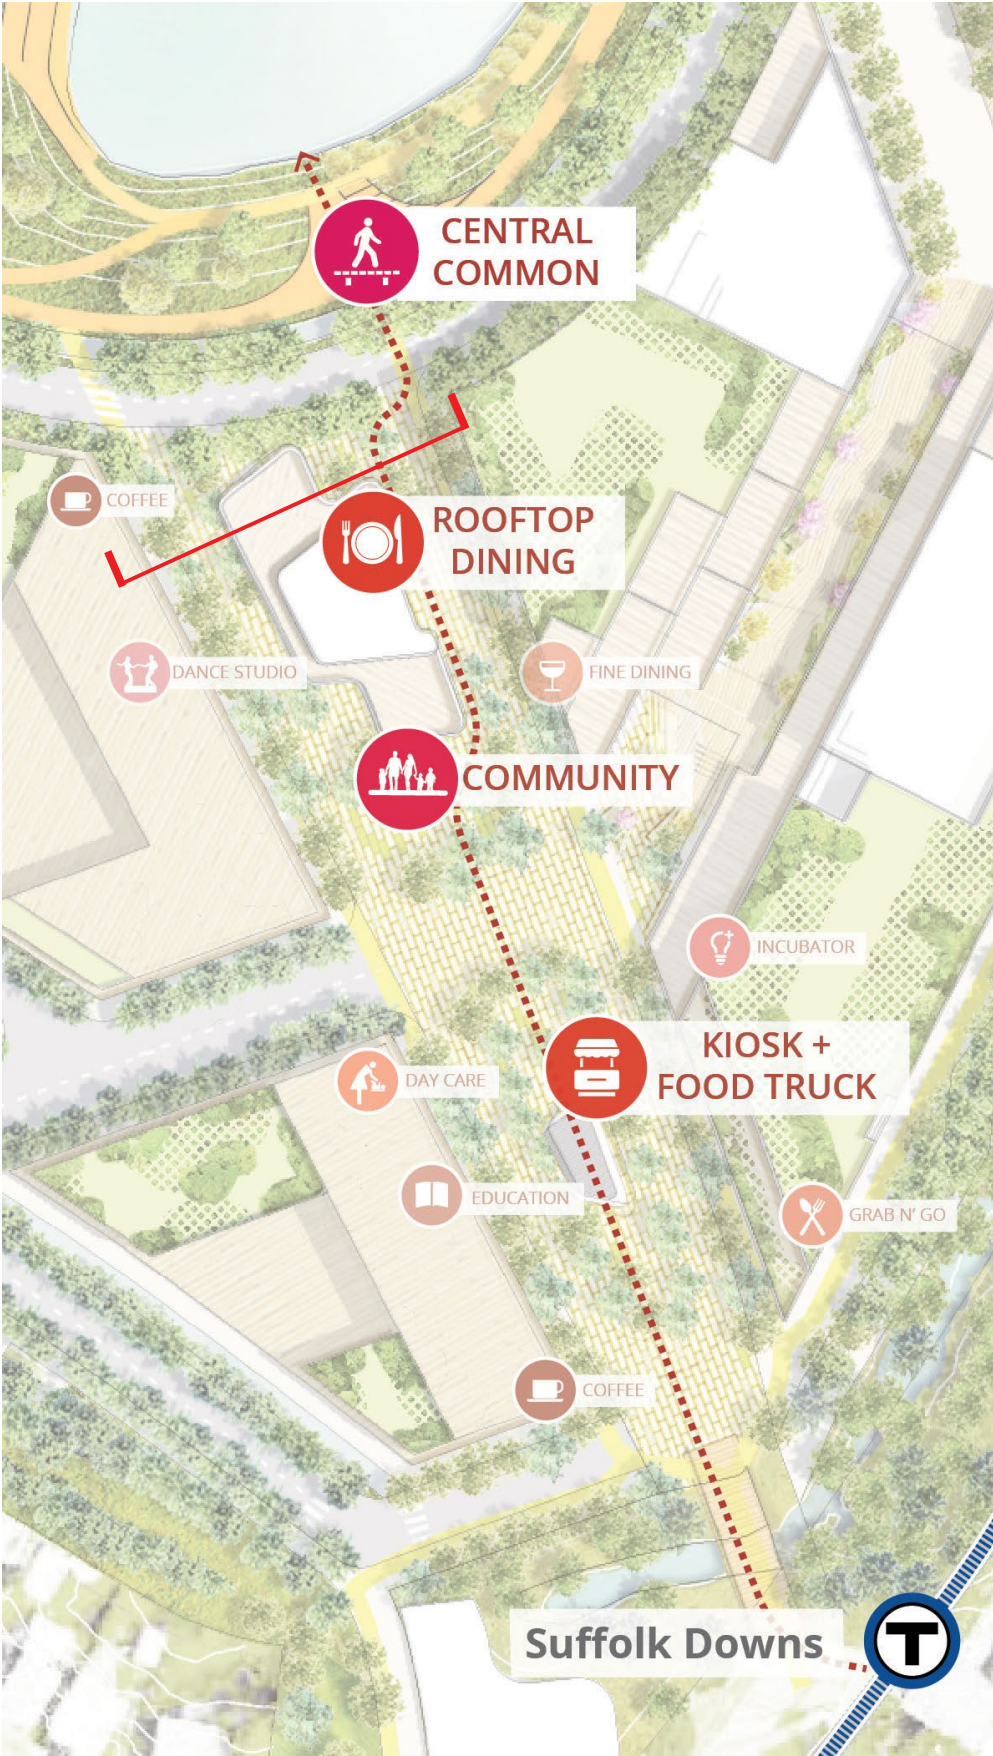 CENTRAL
COMMON
COFFEE
ROOFTOP
DINING
DANCE STUDIO
FINE DINING
COMMUNITY
INCUBATOR
KIOSK +
FOOD TRUCK
DAY CARE
EDUCATION
GRAB N' GO
COFFEE
Suffolk Downs
T